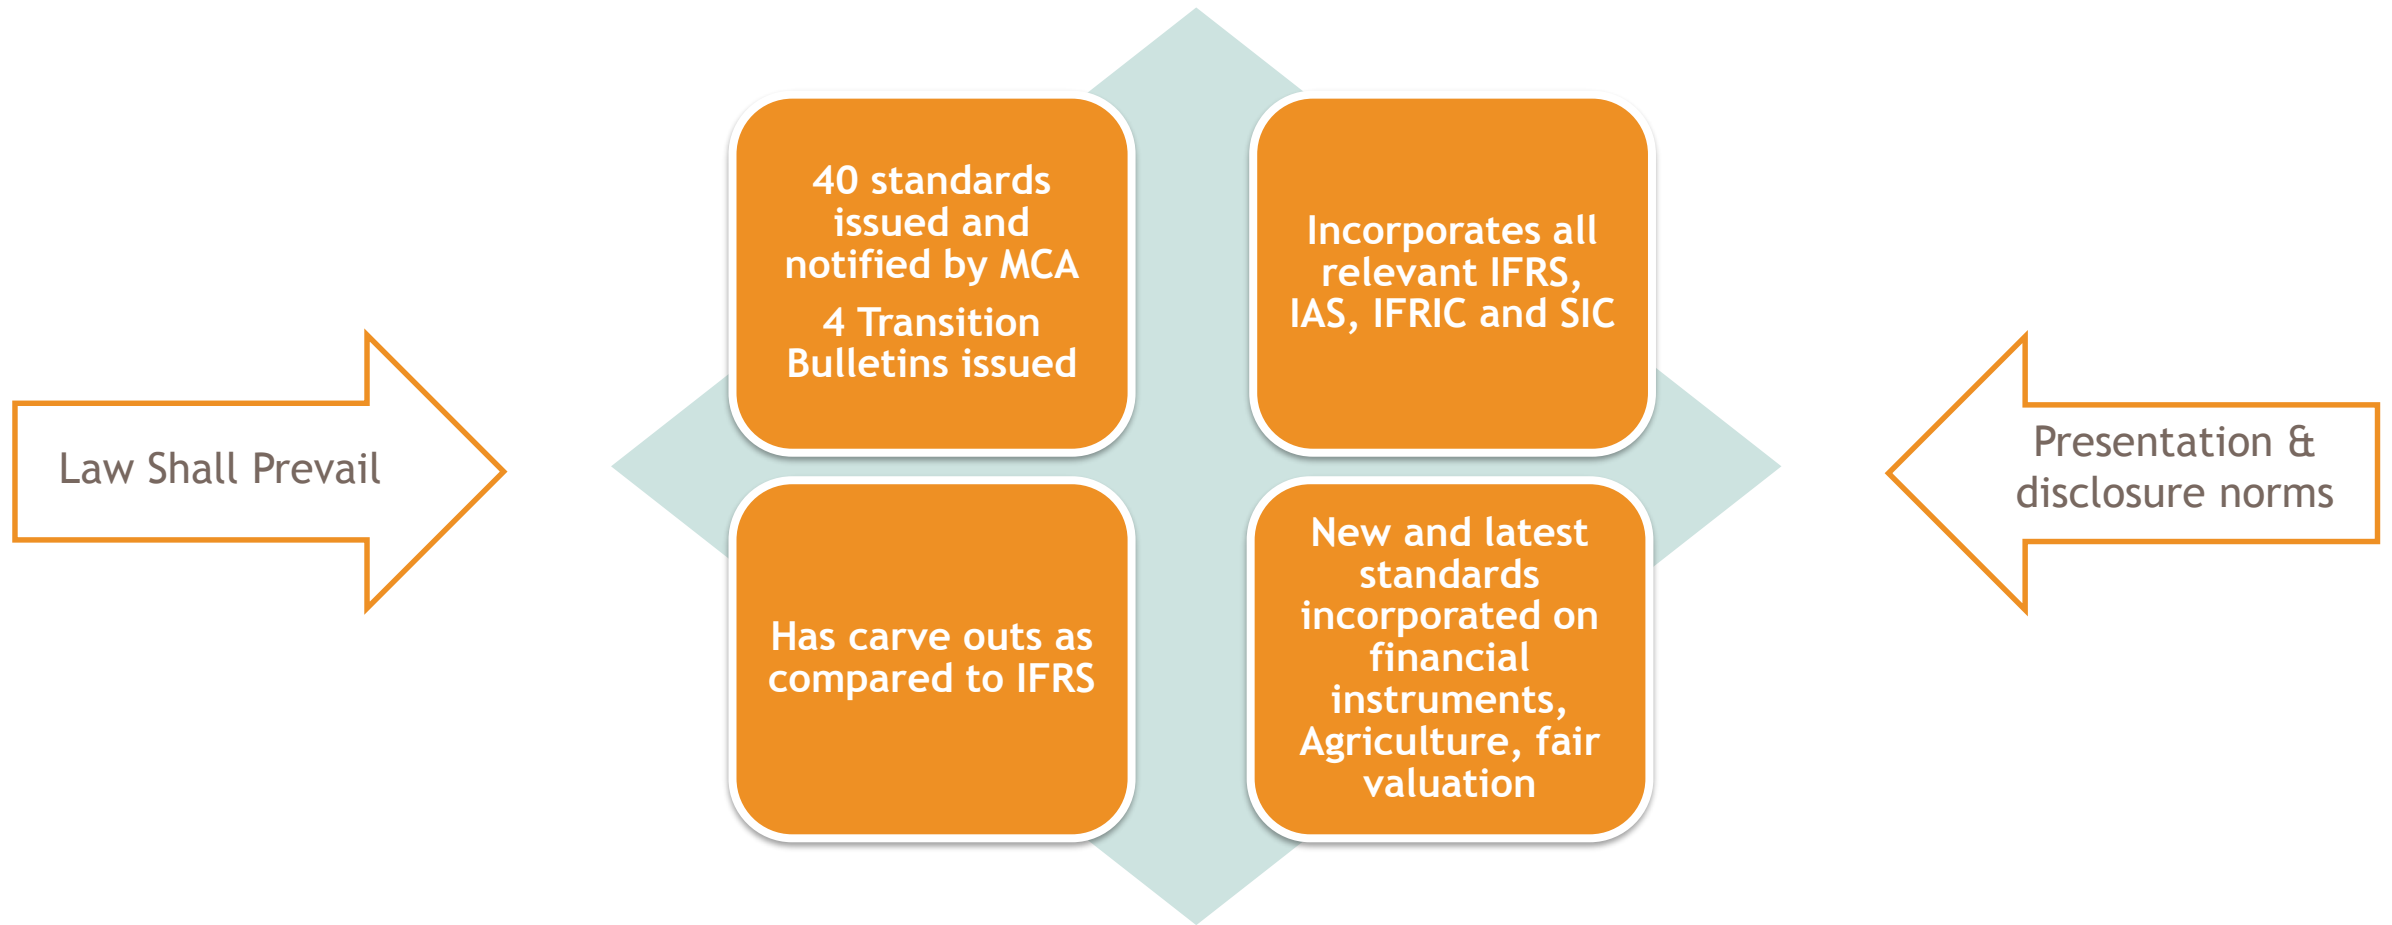 Law Shall Prevail
40 standards
issued and
notified by MCA
4 Transition
Bulletins issued
Incorporates all
relevant IFRS,
IAS, IFRIC and SIC
Has carve outs as
compared to IFRS
New and latest
standards
incorporated on
financial
instruments,
Agriculture, fair
valuation
Presentation &
disclosure norms